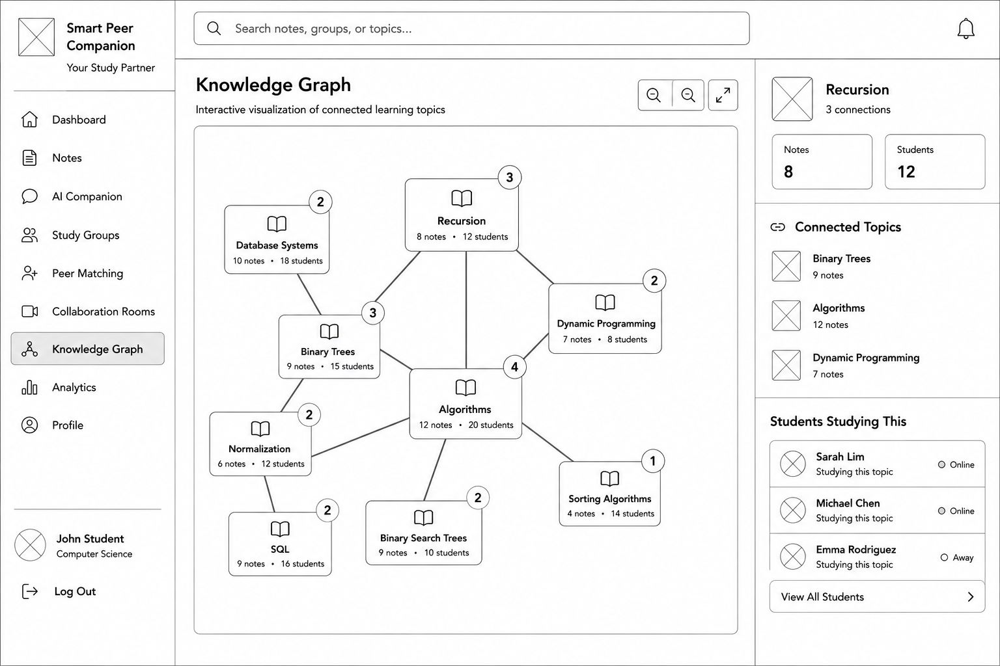 Smart Peer
Companion
Your Study Partner
Dashboard
Notes
AI Companion
Study Groups
Peer Matching
Collaboration Rooms
Knowledge Graph
Analytics
Profile
John Student
Computer Science
Log Out
Search notes, groups, or topics...
Knowledge Graph
Interactive visualization of connected learning topics
3
Recursion
8 notes • 12 students
2
Database Systems
10 notes • 18 students
2
Dynamic Programming
7 notes • 8 students
3
Binary Trees
9 notes • 15 students
4
Algorithms
12 notes • 20 students
2
Normalization
6 notes • 12 students
1
Sorting Algorithms
4 notes • 14 students
2
SQL
9 notes • 16 students
2
Binary Search Trees
9 notes • 10 students
Recursion
3 connections
Notes
8
Students
12
Connected Topics
Binary Trees
9 notes
Algorithms
12 notes
Dynamic Programming
7 notes
Students Studying This
Sarah Lim
Studying this topic
Online
Michael Chen
Studying this topic
Online
Emma Rodriguez
Studying this topic
Away
View All Students